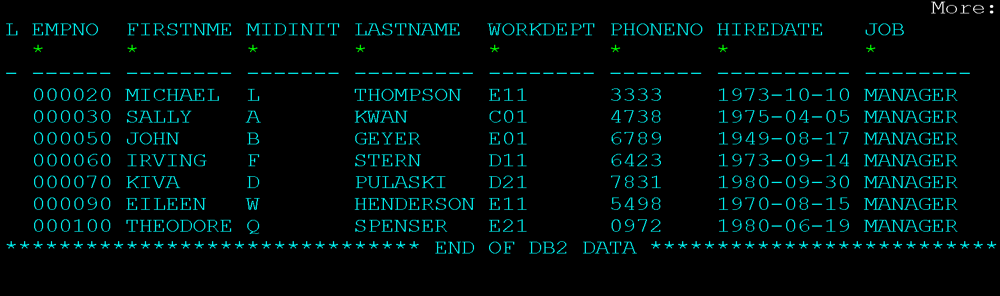 More:
L EMPNO  FIRSTNME MIDINIT LASTNAME  WORKDEPT PHONENO HIREDATE   JOB
  *      *        *       *         *        *       *          *
- ------ -------- ------- --------- -------- ------- ---------- --------
  000020 MICHAEL  L       THOMPSON  E11      3333    1973-10-10 MANAGER
  000030 SALLY    A       KWAN      C01      4738    1975-04-05 MANAGER
  000050 JOHN     B       GEYER     E01      6789    1949-08-17 MANAGER
  000060 IRVING   F       STERN     D11      6423    1973-09-14 MANAGER
  000070 KIVA     D       PULASKI   D21      7831    1980-09-30 MANAGER
  000090 EILEEN   W       HENDERSON E11      5498    1970-08-15 MANAGER
  000100 THEODORE Q       SPENSER   E21      0972    1980-06-19 MANAGER
******************************* END OF DB2 DATA **************************